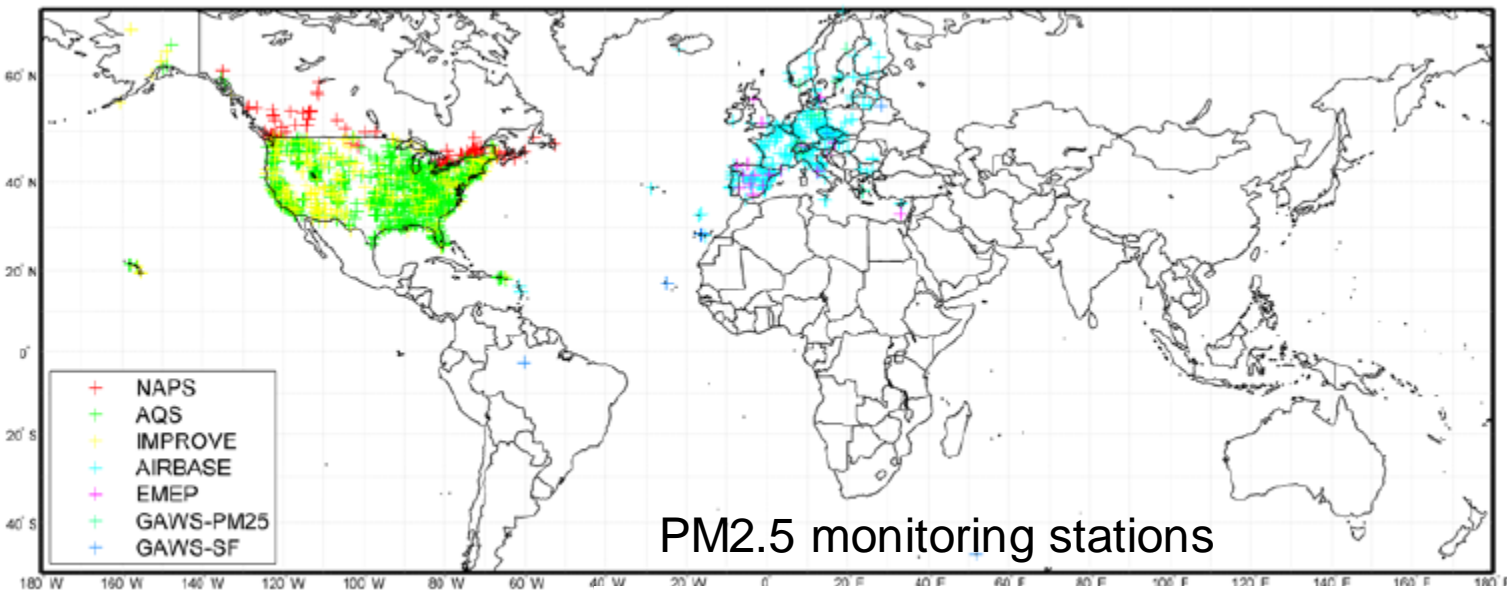 60° N
40° N
20° N
0°
20° S
40° S
NAPS
AQS
IMPROVE
AIRBASE
EMEP
GAWS-PM25
GAWS-SF
PM2.5 monitoring stations
180° W 160° W 140° W 120° W 100° W 80° W 60° W 40° W 20° W 0° 20° E 40° E 60° E 80° E 100° E 120° E 140° E 160° E 180° E